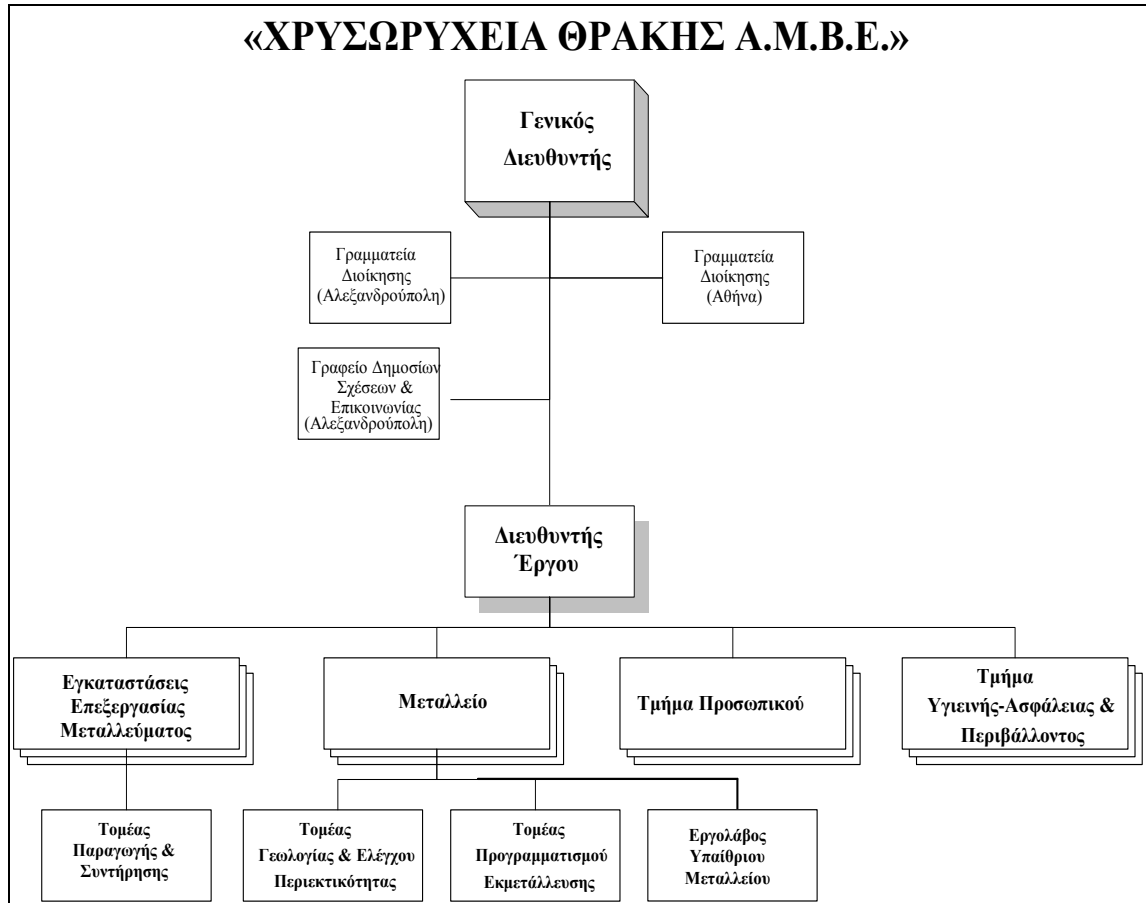 «ΧΡΥΣΩΡΥΧΕΙΑ ΘΡΑΚΗΣ Α.Μ.Β.Ε.»
Γενικός
Διευθυντής
Γραμματεία
Διοίκησης
(Αλεξανδρούπολη)
Γραμματεία
Διοίκησης
(Αθήνα)
Γραφείο Δημοσίων
Σχέσεων &
Επικοινωνίας
(Αλεξανδρούπολη)
Διευθυντής
Έργου
Εγκαταστάσεις
Επεξεργασίας
Μεταλλεύματος
Μεταλλείο
Τμήμα Προσωπικού
Τμήμα
Υγιεινής-Ασφάλειας &
Περιβάλλοντος
Τομέας
Παραγωγής &
Συντήρησης
Τομέας
Γεωλογίας & Ελέγχου
Περιεκτικότητας
Τομέας
Προγραμματισμού
Εκμετάλλευσης
Εργολάβος
Υπαίθριου
Μεταλλείου